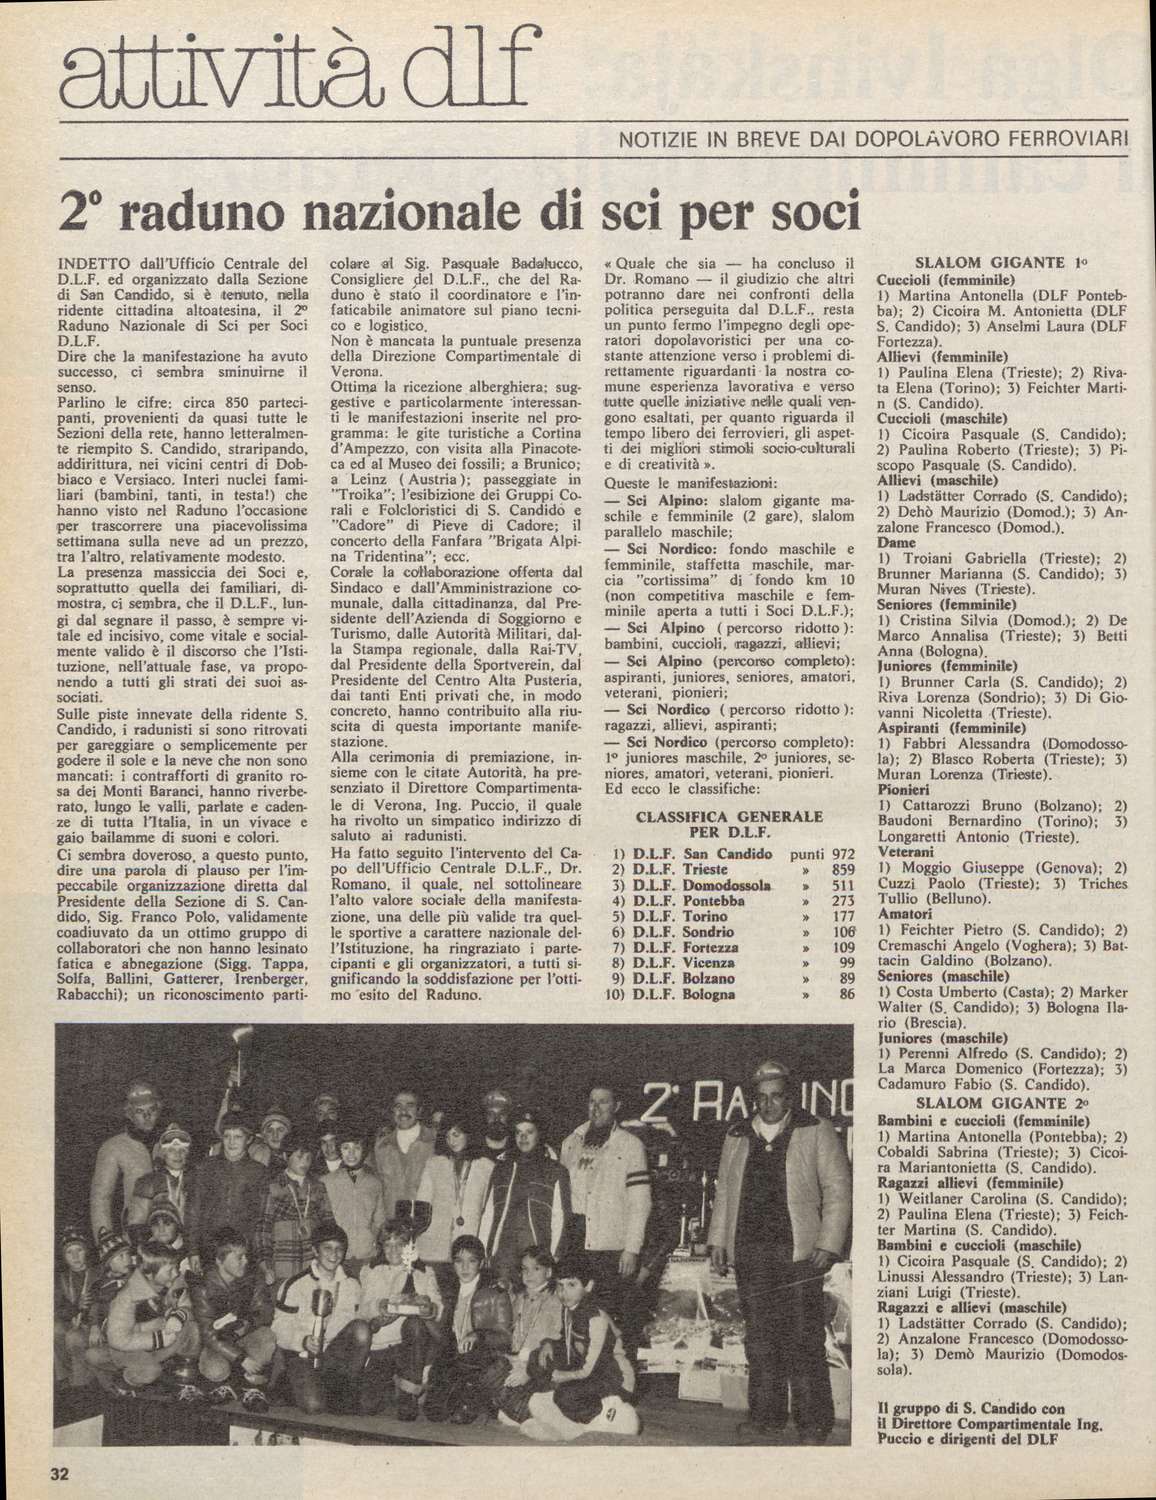 attività dlf
NOTIZIE IN BREVE DAI DOPOLAVORO FERROVIARI
2° raduno nazionale di sci per soci
INDETTO dall'Ufficio Centrale del
D.L.F. ed organizzato dalla Sezione
di San Candido, si è tenuto, nella
ridente cittadina altoatesina, il 2º
Raduno Nazionale di Sci per Soci
D.L.F.
Dire che la manifestazione ha avuto
successo, ci sembra sminuirne il
senso.
Parlino le cifre: circa 850 parteci-
panti, provenienti da quasi tutte le
Sezioni della rete, hanno letteralmen-
te riempito S. Candido, straripando,
addirittura, nei vicini centri di Dob-
biaco e Versiaco. Interi nuclei fami-
liari (bambini, tanti, in testa!) che
hanno visto nel Raduno l'occasione
per trascorrere una piacevolissima
settimana sulla neve ad un prezzo,
tra l'altro, relativamente modesto.
La presenza massiccia dei Soci e,
soprattutto quella dei familiari, di-
mostra, ci sembra, che il D.L.F., lun-
gi dal segnare il passo, è sempre vi-
tale ed incisivo, come vitale e social-
mente valido è il discorso che l'Isti-
tuzione, nell'attuale fase, va propo-
nendo a tutti gli strati dei suoi as-
sociati.
Sulle piste innevate della ridente S.
Candido, i radunisti si sono ritrovati
per gareggiare o semplicemente per
godere il sole e la neve che non sono
mancati: i contrafforti di granito ro-
sa dei Monti Baranci, hanno riverbe-
rato, lungo le valli, parlate e caden-
ze di tutta l'Italia, in un vivace e
gaio bailamme di suoni e colori.
Ci sembra doveroso, a questo punto,
dire una parola di plauso per l'im-
peccabile organizzazione diretta dal
Presidente della Sezione di S. Can-
dido, Sig. Franco Polo, validamente
coadiuvato da un ottimo gruppo di
collaboratori che non hanno lesinato
fatica e abnegazione (Sigg. Tappa,
Solfa, Ballini, Gatterer, Irenberger,
Rabacchi); un riconoscimento parti-
colare al Sig. Pasquale Badalucco,
Consigliere del D.L.F., che del Ra-
duno è stato il coordinatore e l'in-
faticabile animatore sul piano tecni-
co e logistico.
Non è mancata la puntuale presenza
della Direzione Compartimentale di
Verona.
Ottima la ricezione alberghiera; sug-
gestive e particolarmente interessan-
ti le manifestazioni inserite nel pro-
gramma: le gite turistiche a Cortina
d'Ampezzo, con visita alla Pinacote-
ca ed al Museo dei fossili; a Brunico;
a Leinz (Austria); passeggiate in
"Troika"; l'esibizione dei Gruppi Co-
rali e Folcloristici di S. Candido e
"Cadore" di Pieve di Cadore; il
concerto della Fanfara "Brigata Alpi-
na Tridentina"; ecc.
Corale la collaborazione offerta dal
Sindaco e dall'Amministrazione co-
munale, dalla cittadinanza, dal Pre-
sidente dell'Azienda di Soggiorno e
Turismo, dalle Autorità Militari, dal-
la Stampa regionale, dalla Rai-TV,
dal Presidente della Sportverein, dal
Presidente del Centro Alta Pusteria,
dai tanti Enti privati che, in modo
concreto, hanno contribuito alla riu-
scita di questa importante manife-
stazione.
Alla cerimonia di premiazione, in-
sieme con le citate Autorità, ha pre-
senziato il Direttore Compartimenta-
le di Verona, Ing. Puccio, il quale
ha rivolto un simpatico indirizzo di
saluto ai radunisti.
Ha fatto seguito l'intervento del Ca-
po dell'Ufficio Centrale D.L.F., Dr.
Romano, il quale, nel sottolineare
l'alto valore sociale della manifesta-
zione, una delle più valide tra quel-
le sportive a carattere nazionale del-
l'Istituzione, ha ringraziato i parte-
cipanti e gli organizzatori, a tutti si-
gnificando la soddisfazione per l'otti-
mo esito del Raduno.
« Quale che sia — ha concluso il
Dr. Romano — il giudizio che altri
potranno dare nei confronti della
politica perseguita dal D.L.F., resta
un punto fermo l'impegno degli ope-
ratori dopolavoristici per una co-
stante attenzione verso i problemi di-
rettamente riguardanti la nostra co-
mune esperienza lavorativa e verso
tutte quelle iniziative nelle quali ven-
gono esaltati, per quanto riguarda il
tempo libero dei ferrovieri, gli aspet-
ti dei migliori stimoli socio-culturali
e di creatività ».
Queste le manifestazioni:
— Sci Alpino: slalom gigante ma-
schile e femminile (2 gare), slalom
parallelo maschile;
— Sci Nordico: fondo maschile e
femminile, staffetta maschile, mar-
cia "cortissima" di fondo km 10
(non competitiva maschile e fem-
minile aperta a tutti i Soci D.L.F.);
— Sci Alpino (percorso ridotto):
bambini, cuccioli, ragazzi, allievi;
— Sci Alpino (percorso completo):
aspiranti, juniores, seniores, amatori,
veterani, pionieri;
— Sci Nordico (percorso ridotto):
ragazzi, allievi, aspiranti;
— Sci Nordico (percorso completo):
1º juniores maschile, 2º juniores, se-
niores, amatori, veterani, pionieri.
Ed ecco le classifiche:
CLASSIFICA GENERALE
PER D.L.F.
1) D.L.F. San Candido punti 972
2) D.L.F. Trieste » 859
3) D.L.F. Domodossola » 511
4) D.L.F. Pontebba » 273
5) D.L.F. Torino » 177
6) D.L.F. Sondrio » 106
7) D.L.F. Fortezza » 109
8) D.L.F. Vicenza » 99
9) D.L.F. Bolzano » 89
10) D.L.F. Bologna » 86
SLALOM GIGANTE 1º
Cuccioli (femminile)
1) Martina Antonella (DLF Ponteb-
ba); 2) Cicoira M. Antonietta (DLF
S. Candido); 3) Anselmi Laura (DLF
Fortezza).
Allievi (femminile)
1) Paulina Elena (Trieste); 2) Riva-
ta Elena (Torino); 3) Feichter Marti-
n (S. Candido).
Cuccioli (maschile)
1) Cicoira Pasquale (S. Candido);
2) Paulina Roberto (Trieste); 3) Pi-
scopo Pasquale (S. Candido).
Allievi (maschile)
1) Ladstätter Corrado (S. Candido);
2) Dehò Maurizio (Domod.); 3) An-
zalone Francesco (Domod.).
Dame
1) Troiani Gabriella (Trieste); 2)
Brunner Marianna (S. Candido); 3)
Muran Nives (Trieste).
Seniores (femminile)
1) Cristina Silvia (Domod.); 2) De
Marco Annalisa (Trieste); 3) Betti
Anna (Bologna).
Juniores (femminile)
1) Brunner Carla (S. Candido); 2)
Riva Lorenza (Sondrio); 3) Di Gio-
vanni Nicoletta (Trieste).
Aspiranti (femminile)
1) Fabbri Alessandra (Domodosso-
la); 2) Blasco Roberta (Trieste); 3)
Muran Lorenza (Trieste).
Pionieri
1) Cattarozzi Bruno (Bolzano); 2)
Baudoni Bernardino (Torino); 3)
Longaretti Antonio (Trieste).
Veterani
1) Moggio Giuseppe (Genova); 2)
Cuzzi Paolo (Trieste); 3) Triches
Tullio (Belluno).
Amatori
1) Feichter Pietro (S. Candido); 2)
Cremaschi Angelo (Voghera); 3) Bat-
tacin Galdino (Bolzano).
Seniores (maschile)
1) Costa Umberto (Casta); 2) Marker
Walter (S. Candido); 3) Bologna Ila-
rio (Brescia).
Juniores (maschile)
1) Perenni Alfredo (S. Candido); 2)
La Marca Domenico (Fortezza); 3)
Cadamuro Fabio (S. Candido).
SLALOM GIGANTE 2º
Bambini e cuccioli (femminile)
1) Martina Antonella (Pontebba); 2)
Cobaldi Sabrina (Trieste); 3) Cicoi-
ra Mariantonietta (S. Candido).
Ragazzi allievi (femminile)
1) Weitlaner Carolina (S. Candido);
2) Paulina Elena (Trieste); 3) Feich-
ter Martina (S. Candido).
Bambini e cuccioli (maschile)
1) Cicoira Pasquale (S. Candido); 2)
Linussi Alessandro (Trieste); 3) Lan-
ziani Luigi (Trieste).
Ragazzi e allievi (maschile)
1) Ladstätter Corrado (S. Candido);
2) Anzalone Francesco (Domodosso-
la); 3) Demò Maurizio (Domodos-
sola).
2° RADUNO
Il gruppo di S. Candido con
il Direttore Compartimentale Ing.
Puccio e dirigenti del DLF
32